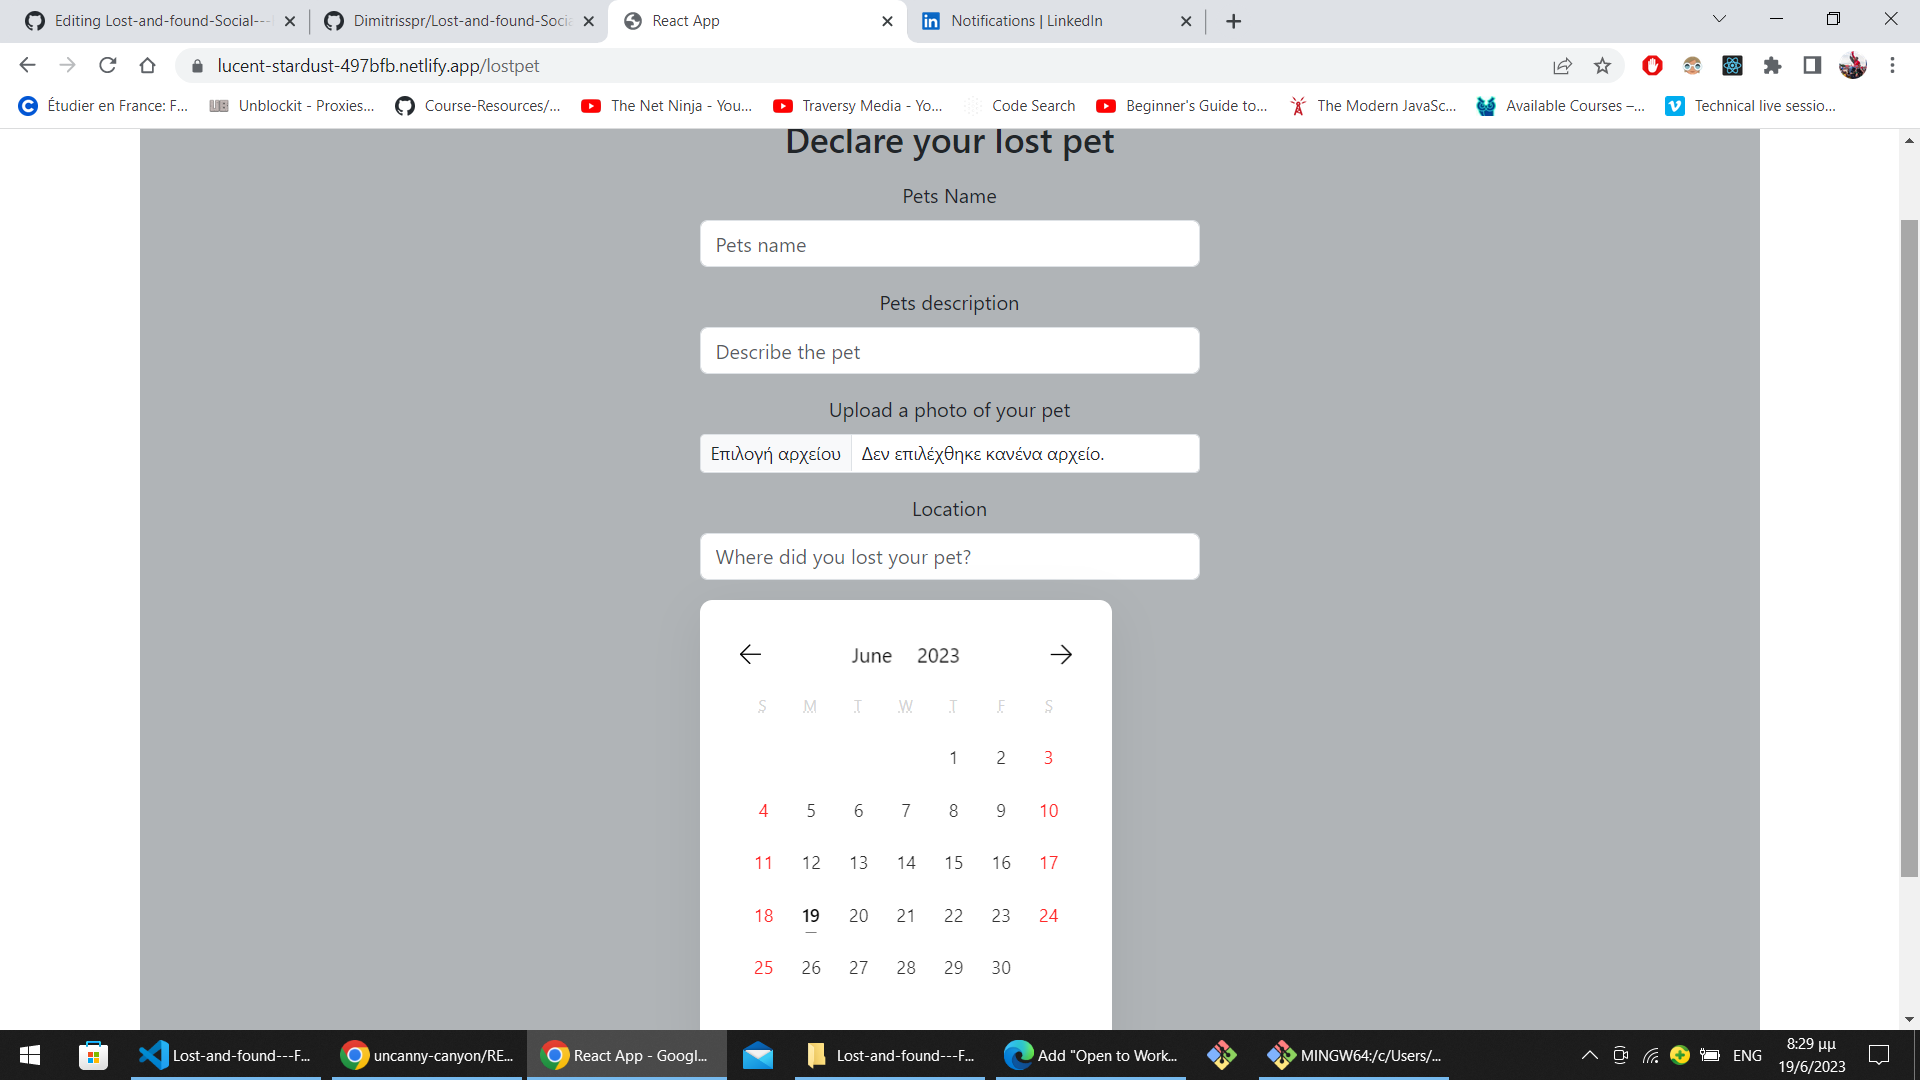 Editing Lost-and-found-Social---
Dimitrisspr/Lost-and-found-Socia
React App
Notifications | LinkedIn
lucent-stardust-497bfb.netlify.app/lostpet
Étudier en France: F...
Unblockit - Proxies...
Course-Resources/...
The Net Ninja - You...
Traversy Media - Yo...
Code Search
Beginner's Guide to...
The Modern JavaSc...
Available Courses –...
Technical live sessio...
Declare your lost pet
Pets Name
Pets name
Pets description
Describe the pet
Upload a photo of your pet
Επιλογή αρχείου Δεν επιλέχθηκε κανένα αρχείο.
Location
Where did you lost your pet?
June 2023
S M T W T F S
1 2 3
4 5 6 7 8 9 10
11 12 13 14 15 16 17
18 19 20 21 22 23 24
25 26 27 28 29 30
Lost-and-found---F...
uncanny-canyon/RE...
React App - Googl...
Lost-and-found---F...
Add "Open to Work...
MINGW64:/c/Users/...
ENG
8:29 μμ
19/6/2023